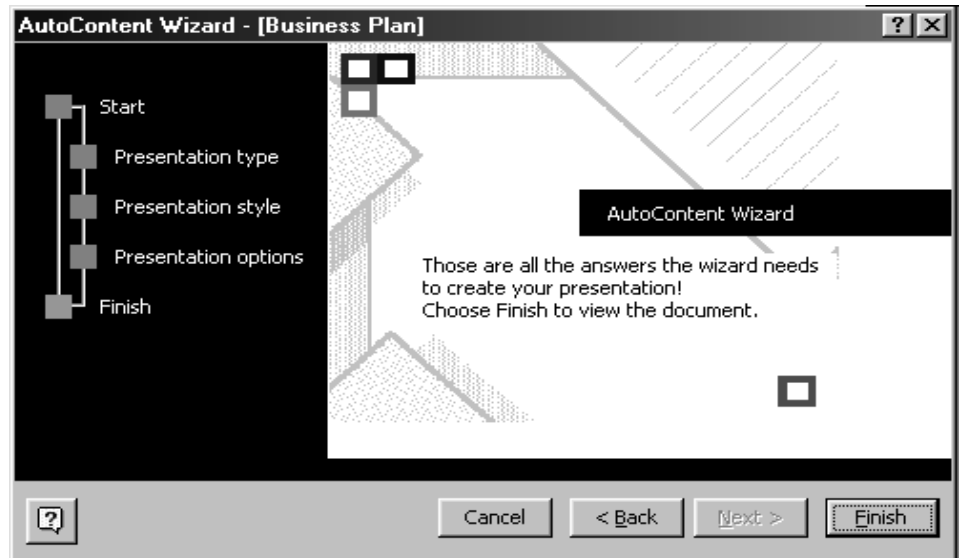 AutoContent Wizard - [Business Plan]
Start
Presentation type
Presentation style
Presentation options
Finish
AutoContent Wizard
Those are all the answers the wizard needs
to create your presentation!
Choose Finish to view the document.
Cancel
< Back
Next >
Finish